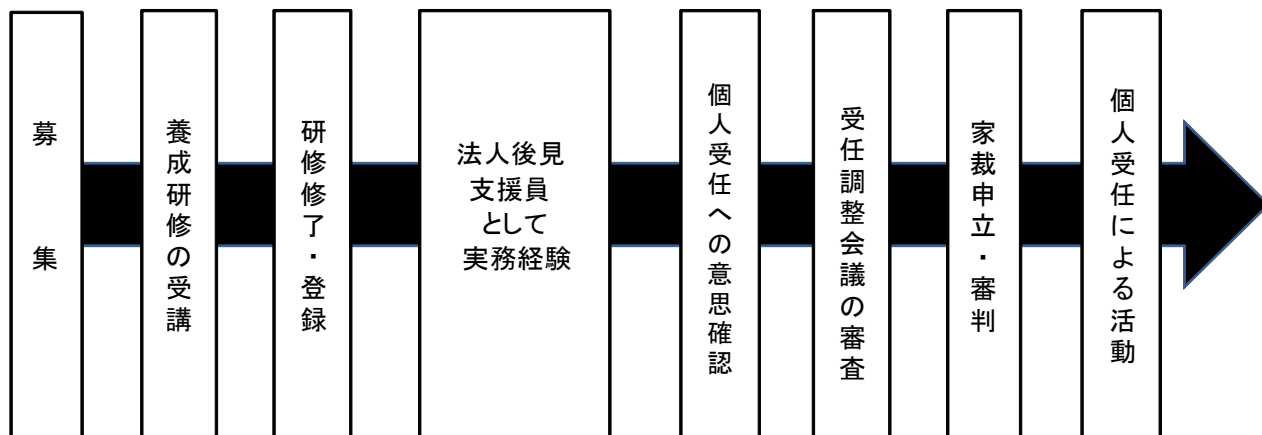 募集
養成研修の受講
研修修了・登録
法人後見
支援員
として
実務経験
個人受任への意思確認
受任調整会議の審査
家裁申立・審判
個人受任による活動